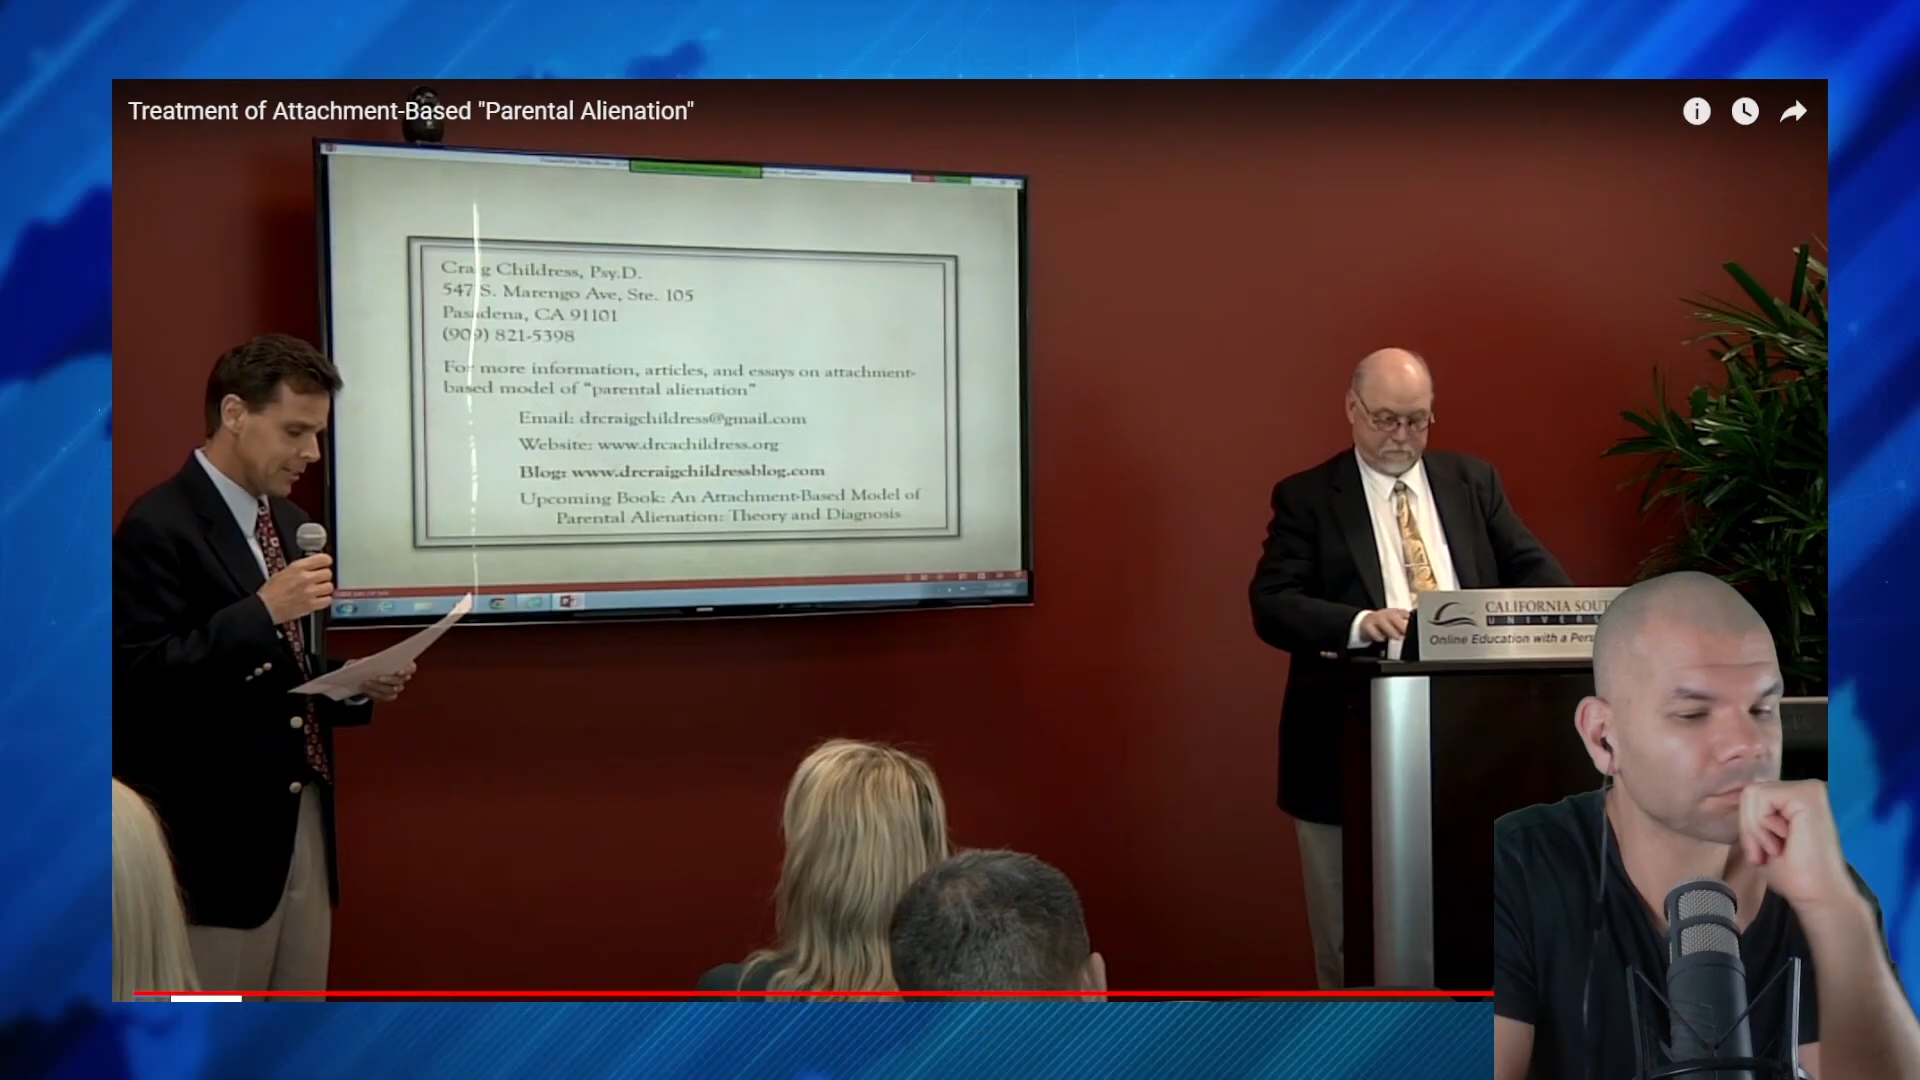 Treatment of Attachment-Based "Parental Alienation"
Craig Childress, Psy.D.
547 S. Marengo Ave, Ste. 105
Pasadena, CA 91101
(909) 821-5398
For more information, articles, and essays on attachment-
based model of "parental alienation"
Email: drcraigchildress@gmail.com
Website: www.drcachildress.org
Blog: www.drcraigchildressblog.com
Upcoming Book: An Attachment-Based Model of
Parental Alienation: Theory and Diagnosis
CALIFORNIA SOUT
UNIVERS
Online Education with a Pers